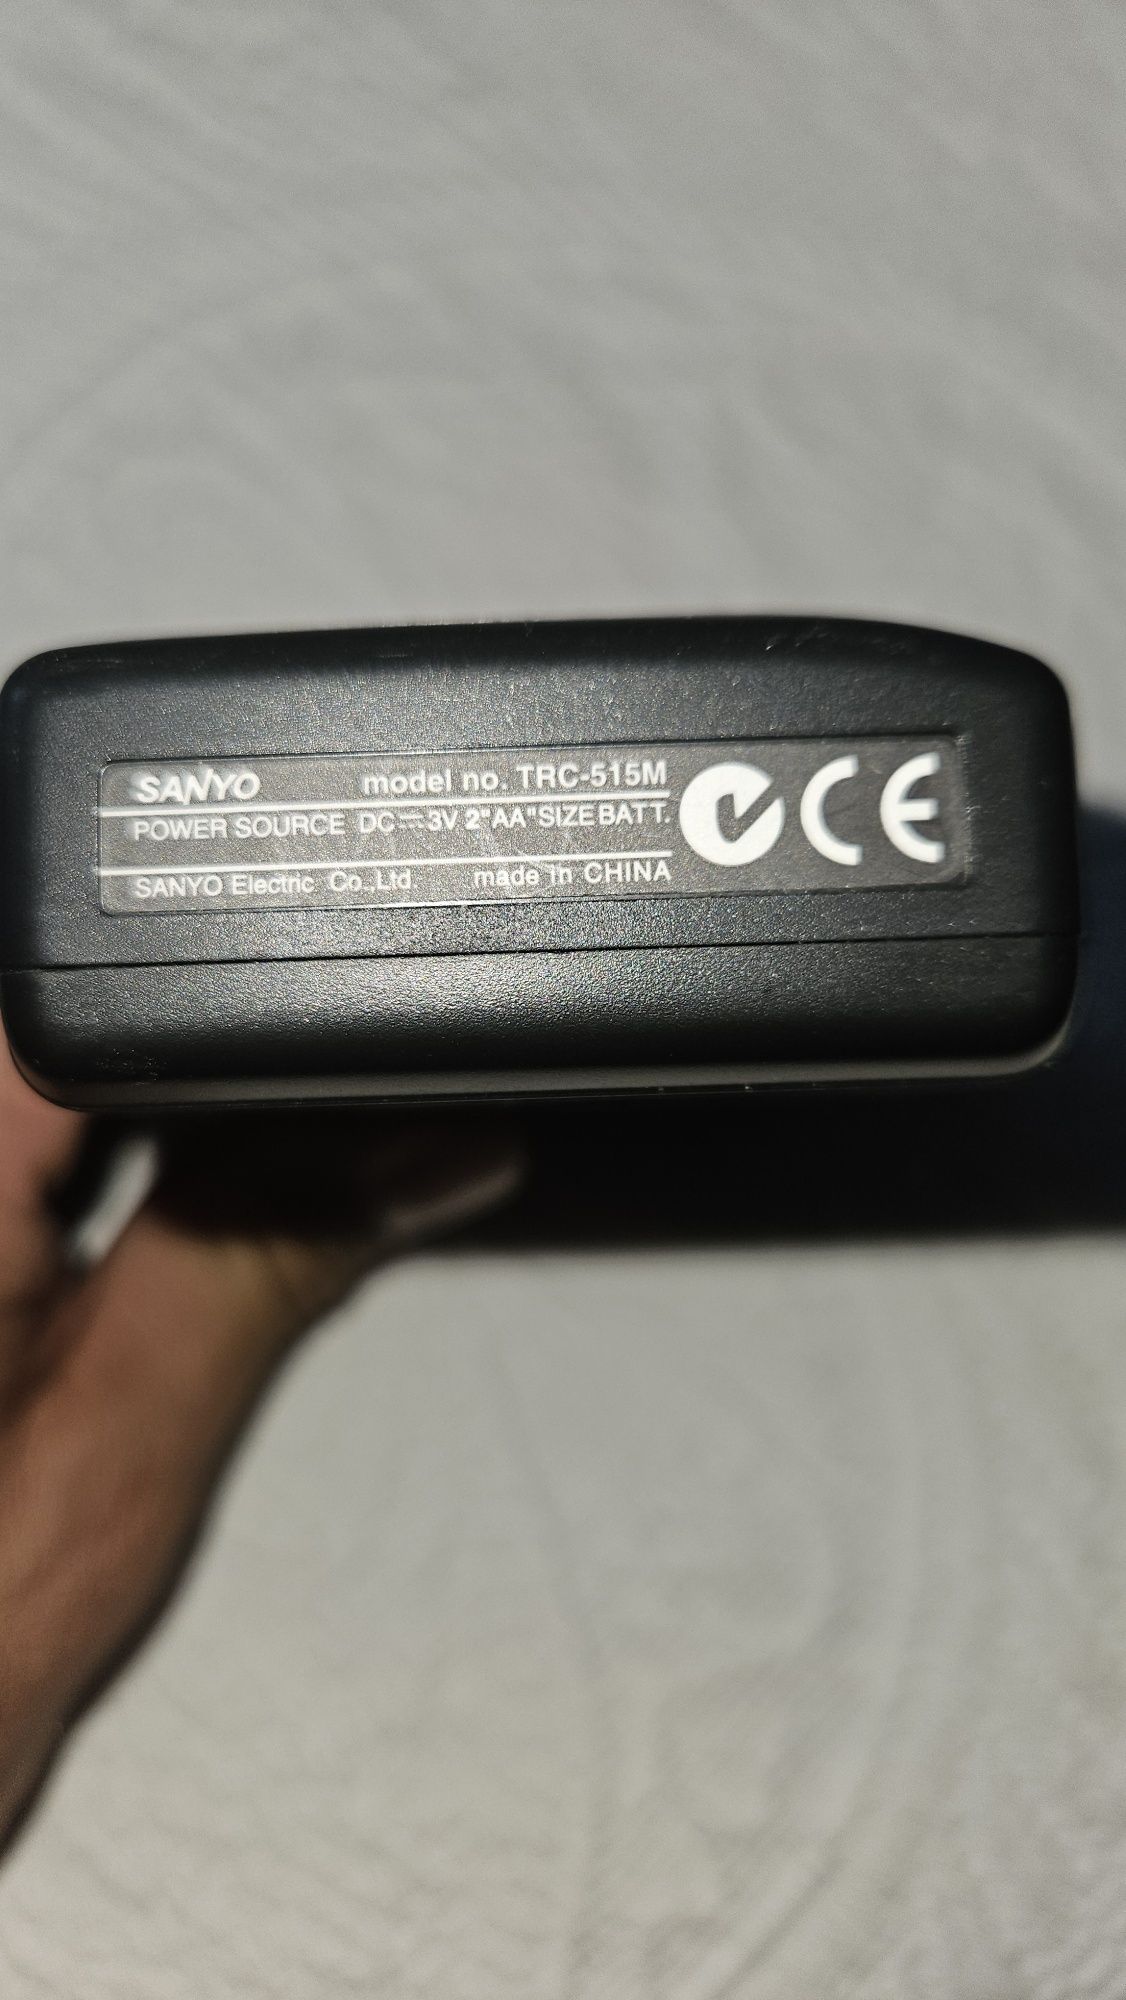 SANYO model no. TRC-515M
POWER SOURCE DC⎓3V 2"AA"SIZE BATT.
SANYO Electric Co.,Ltd. made in CHINA
CE